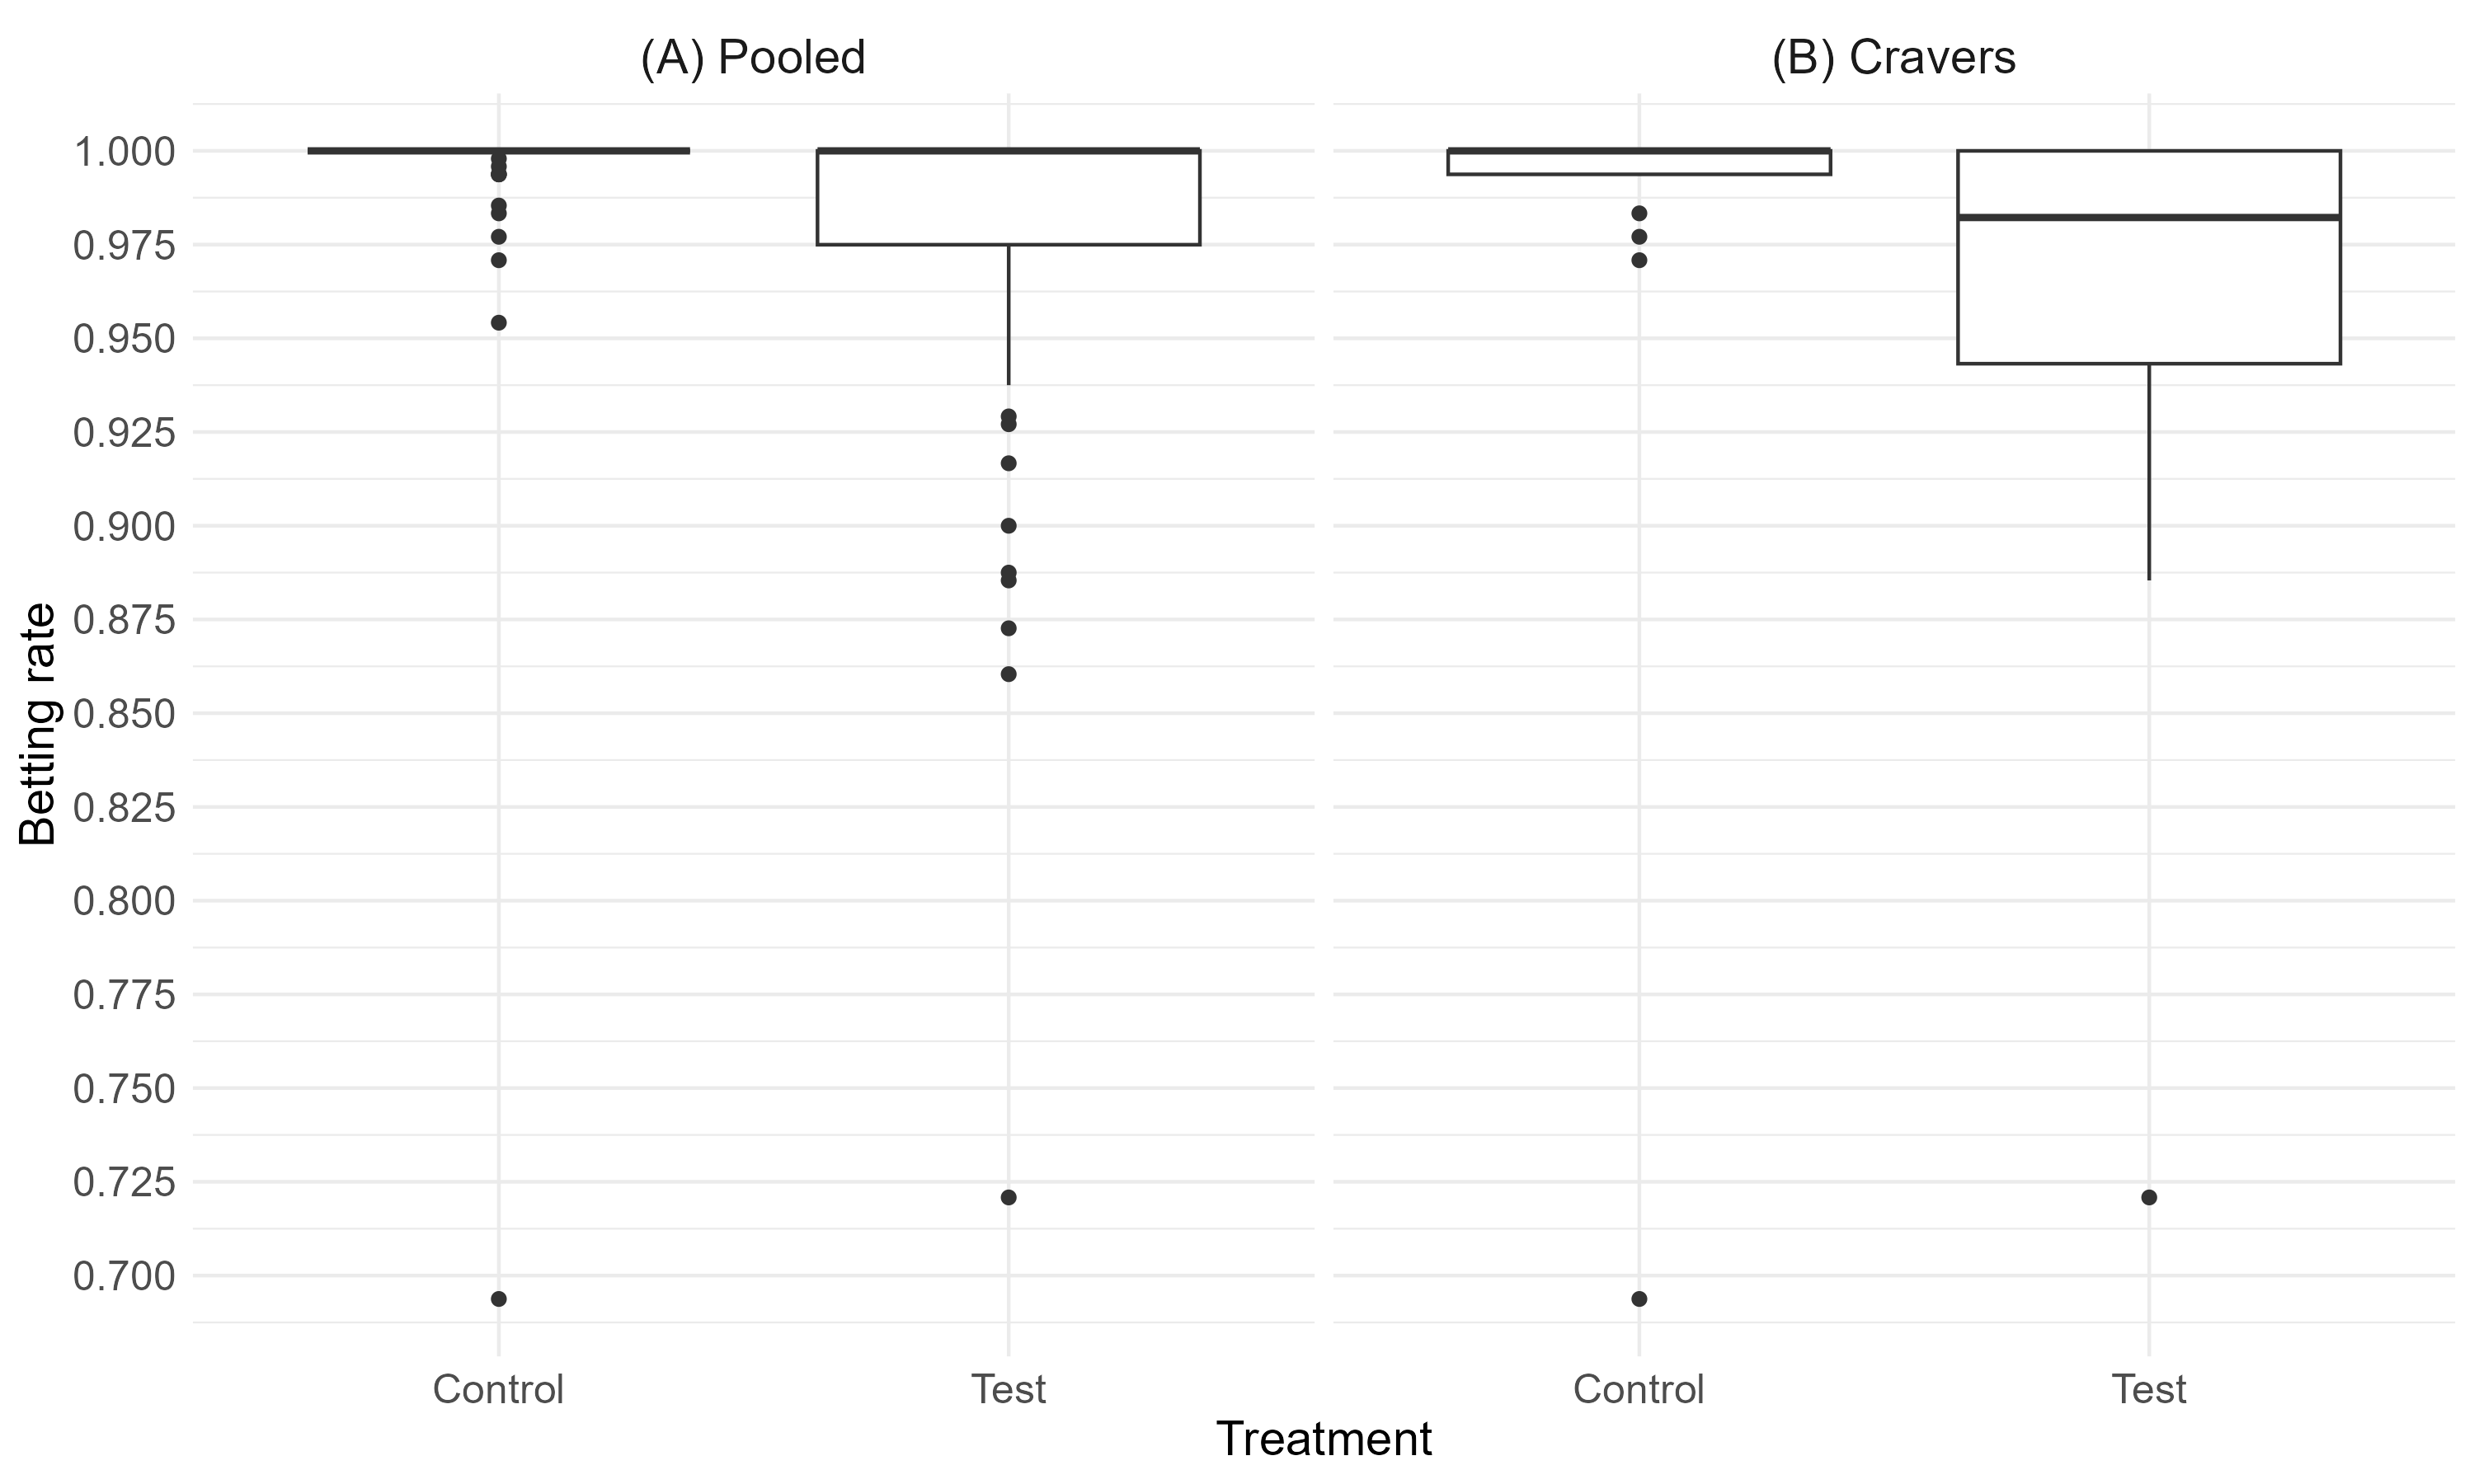 (A) Pooled
(B) Cravers
Betting rate
1.000
0.975
0.950
0.925
0.900
0.875
0.850
0.825
0.800
0.775
0.750
0.725
0.700
Control
Test
Control
Test
Treatment